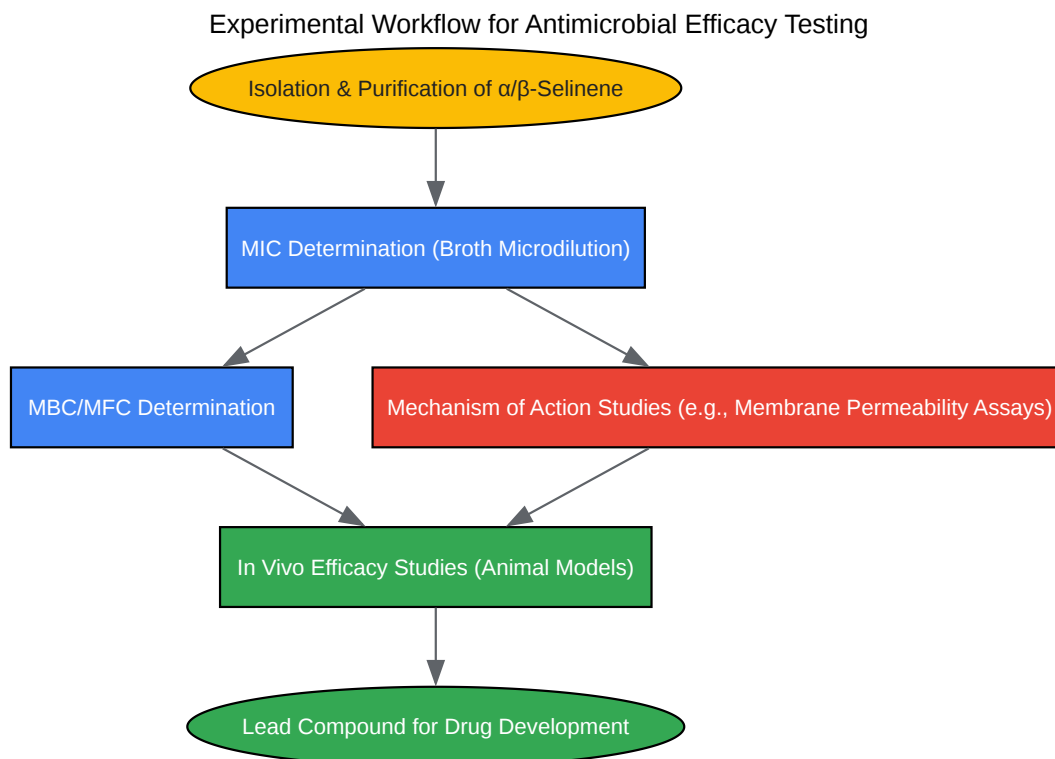 Experimental Workflow for Antimicrobial Efficacy Testing
Isolation & Purification of α/β-Selinene
MIC Determination (Broth Microdilution)
MBC/MFC Determination
Mechanism of Action Studies (e.g., Membrane Permeability Assays)
In Vivo Efficacy Studies (Animal Models)
Lead Compound for Drug Development